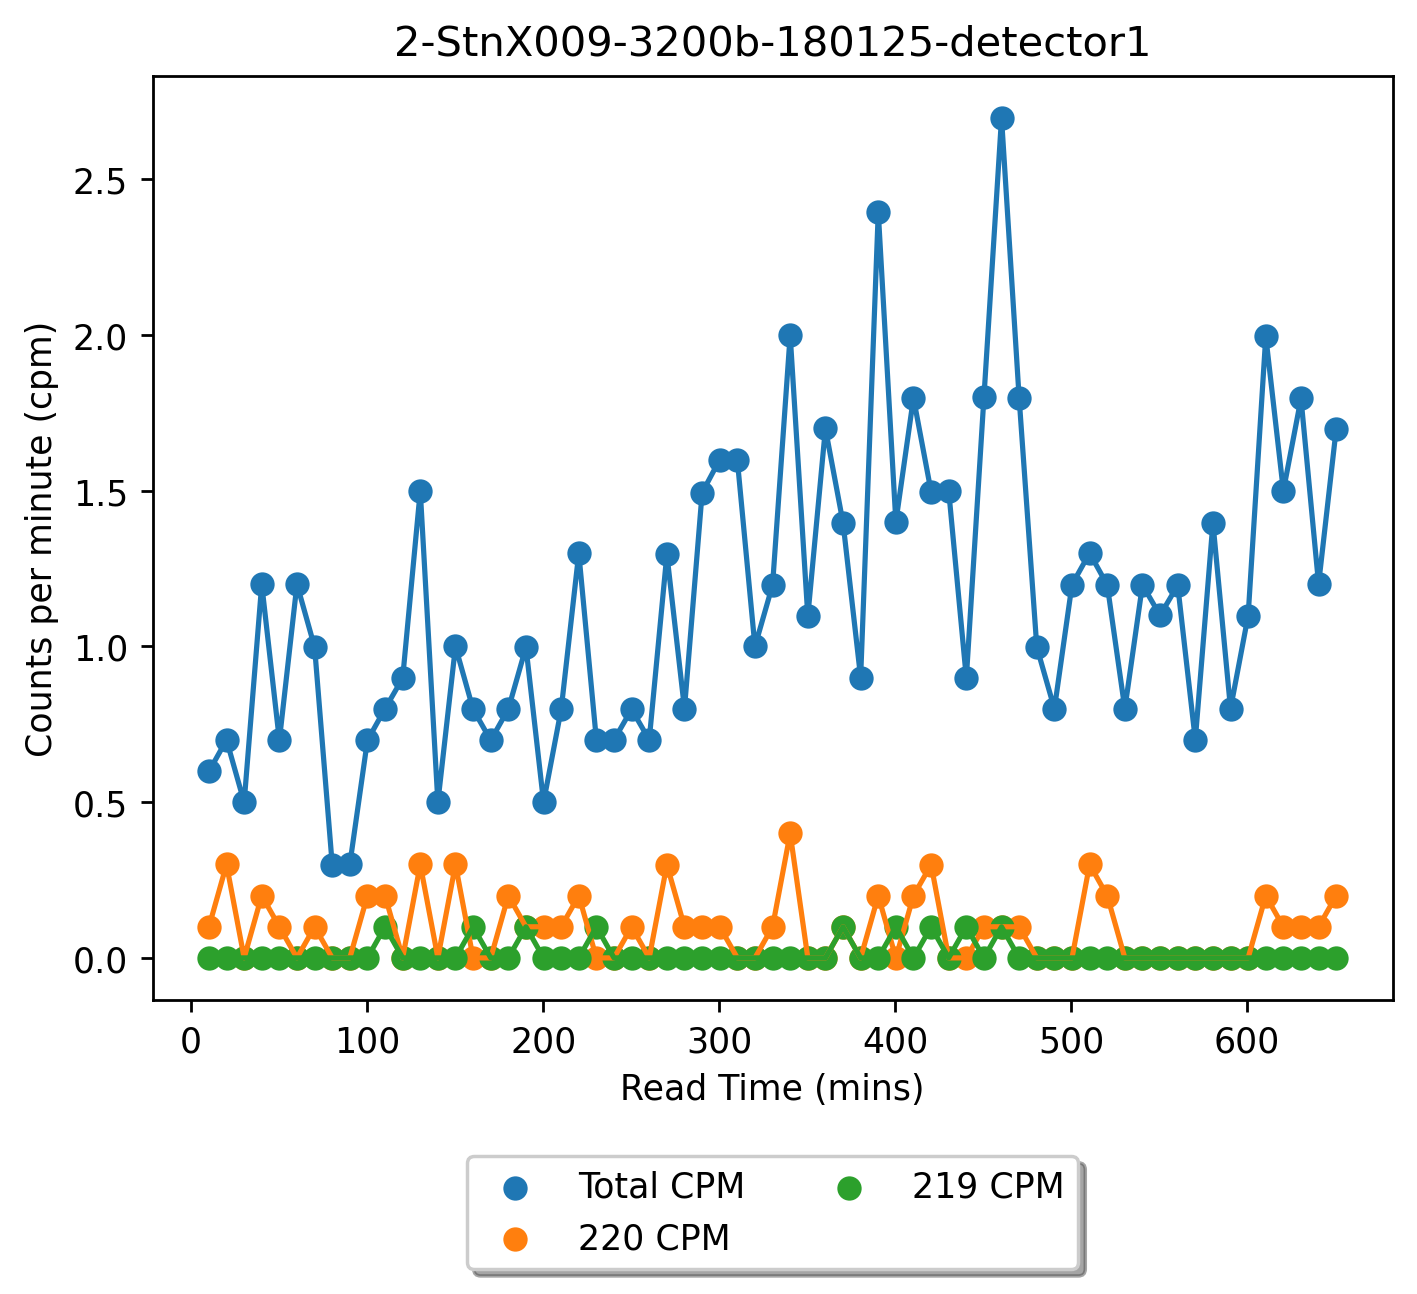 2-StnX009-3200b-180125-detector1
Counts per minute (cpm)
2.5
2.0
1.5
1.0
0.5
0.0
0 100 200 300 400 500 600
Read Time (mins)
Total CPM 219 CPM
220 CPM